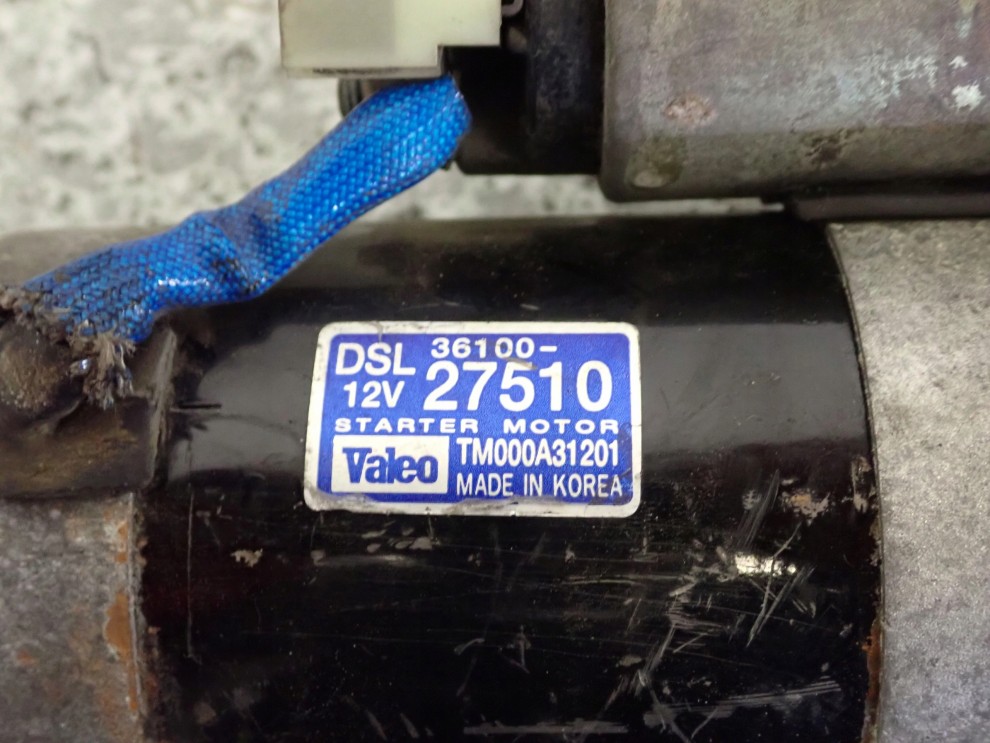 DSL 36100-
12V 27510
STARTER MOTOR
Valeo TM000A31201
MADE IN KOREA